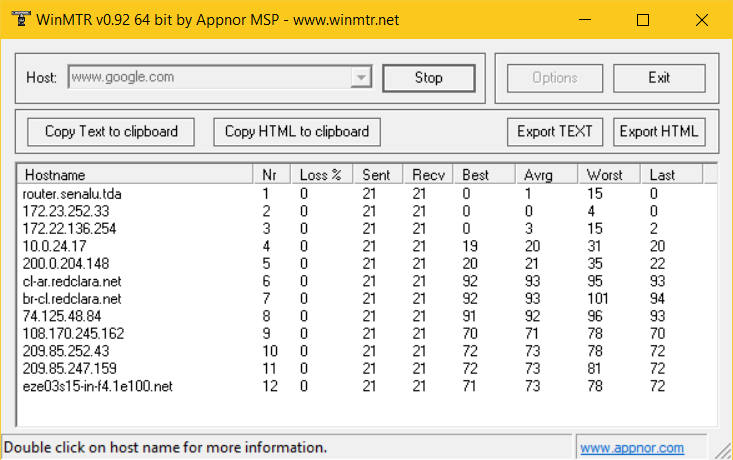 WinMTR v0.92 64 bit by Appnor MSP - www.winmtr.net
Host: www.google.com Stop Options Exit
Copy Text to clipboard Copy HTML to clipboard Export TEXT Export HTML
Hostname Nr Loss % Sent Recv Best Avrg Worst Last
router.senalu.tda 1 0 21 21 0 1 15 0
172.23.252.33 2 0 21 21 0 0 4 0
172.22.136.254 3 0 21 21 0 3 15 2
10.0.24.17 4 0 21 21 19 20 31 20
200.0.204.148 5 0 21 21 20 21 35 22
cl-ar.redclara.net 6 0 21 21 92 93 95 93
br-cl.redclara.net 7 0 21 21 92 93 101 94
74.125.48.84 8 0 21 21 91 92 96 93
108.170.245.162 9 0 21 21 70 71 78 70
209.85.252.43 10 0 21 21 72 73 78 72
209.85.247.159 11 0 21 21 72 73 81 72
eze03s15-in-f4.1e100.net 12 0 21 21 71 73 78 72
Double click on host name for more information. www.appnor.com